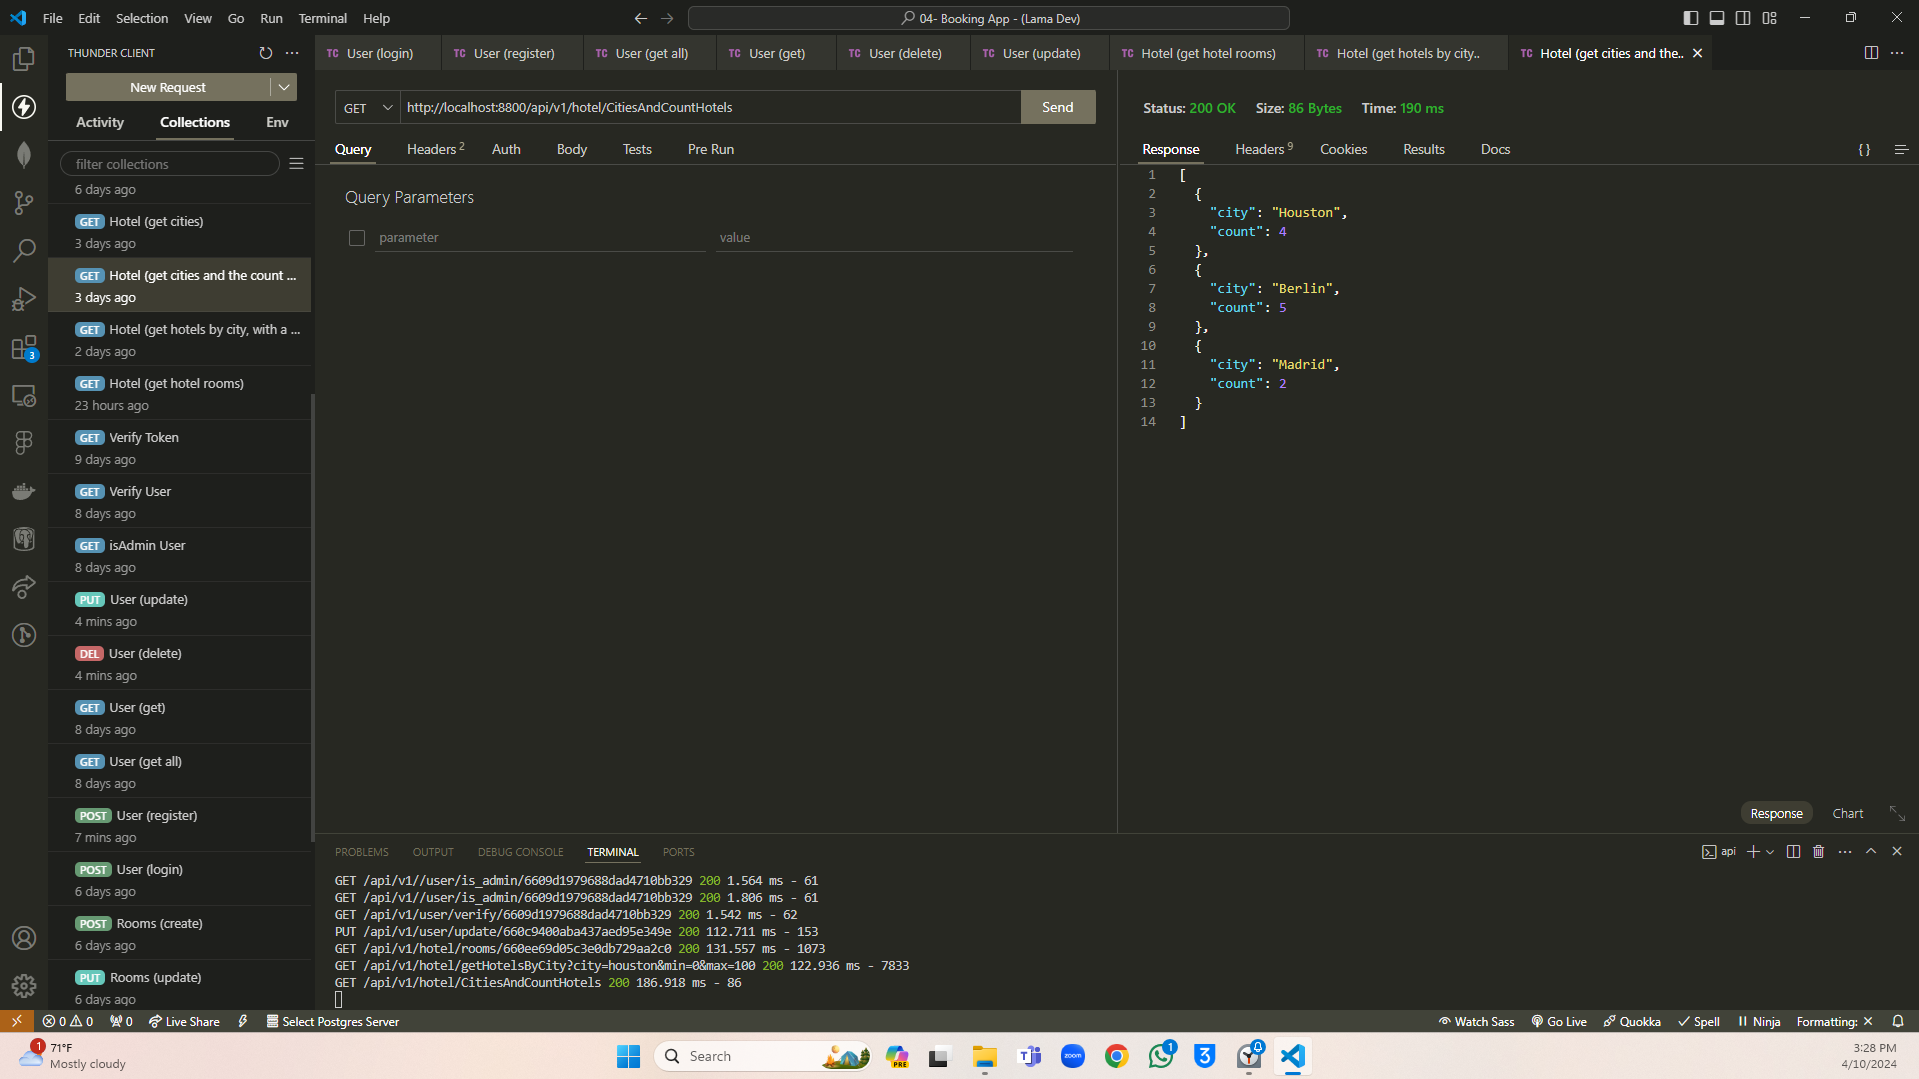 File Edit Selection View Go Run Terminal Help
04- Booking App - (Lama Dev)
THUNDER CLIENT
New Request
Activity Collections Env
filter collections
6 days ago
GET Hotel (get cities)
3 days ago
GET Hotel (get cities and the count ...
3 days ago
GET Hotel (get hotels by city, with a ...
2 days ago
GET Hotel (get hotel rooms)
23 hours ago
GET Verify Token
9 days ago
GET Verify User
8 days ago
GET isAdmin User
8 days ago
PUT User (update)
4 mins ago
DEL User (delete)
4 mins ago
GET User (get)
8 days ago
GET User (get all)
8 days ago
POST User (register)
7 mins ago
POST User (login)
6 days ago
POST Rooms (create)
6 days ago
PUT Rooms (update)
6 days ago
3
TC User (login) TC User (register) TC User (get all) TC User (get) TC User (delete) TC User (update) TC Hotel (get hotel rooms) TC Hotel (get hotels by city.. TC Hotel (get cities and the..
GET http://localhost:8800/api/v1/hotel/CitiesAndCountHotels Send
Query Headers 2 Auth Body Tests Pre Run
Query Parameters
parameter value
Status: 200 OK Size: 86 Bytes Time: 190 ms
Response Headers 9 Cookies Results Docs {}
1 [
2 {
3 "city": "Houston",
4 "count": 4
5 },
6 {
7 "city": "Berlin",
8 "count": 5
9 },
10 {
11 "city": "Madrid",
12 "count": 2
13 }
14 ]
Response Chart
PROBLEMS OUTPUT DEBUG CONSOLE TERMINAL PORTS
api
GET /api/v1//user/is_admin/6609d1979688dad4710bb329 200 1.564 ms - 61
GET /api/v1//user/is_admin/6609d1979688dad4710bb329 200 1.806 ms - 61
GET /api/v1/user/verify/6609d1979688dad4710bb329 200 1.542 ms - 62
PUT /api/v1/user/update/660c9400aba437aed95e349e 200 112.711 ms - 153
GET /api/v1/hotel/rooms/660ee69d05c3e0db729aa2c0 200 131.557 ms - 1073
GET /api/v1/hotel/getHotelsByCity?city=houston&min=0&max=100 200 122.936 ms - 7833
GET /api/v1/hotel/CitiesAndCountHotels 200 186.918 ms - 86
0 0 0 Live Share Select Postgres Server Watch Sass Go Live Quokka Spell Ninja Formatting:
1 71°F
Mostly cloudy
Search
PRE
zoom
1
3:28 PM
4/10/2024